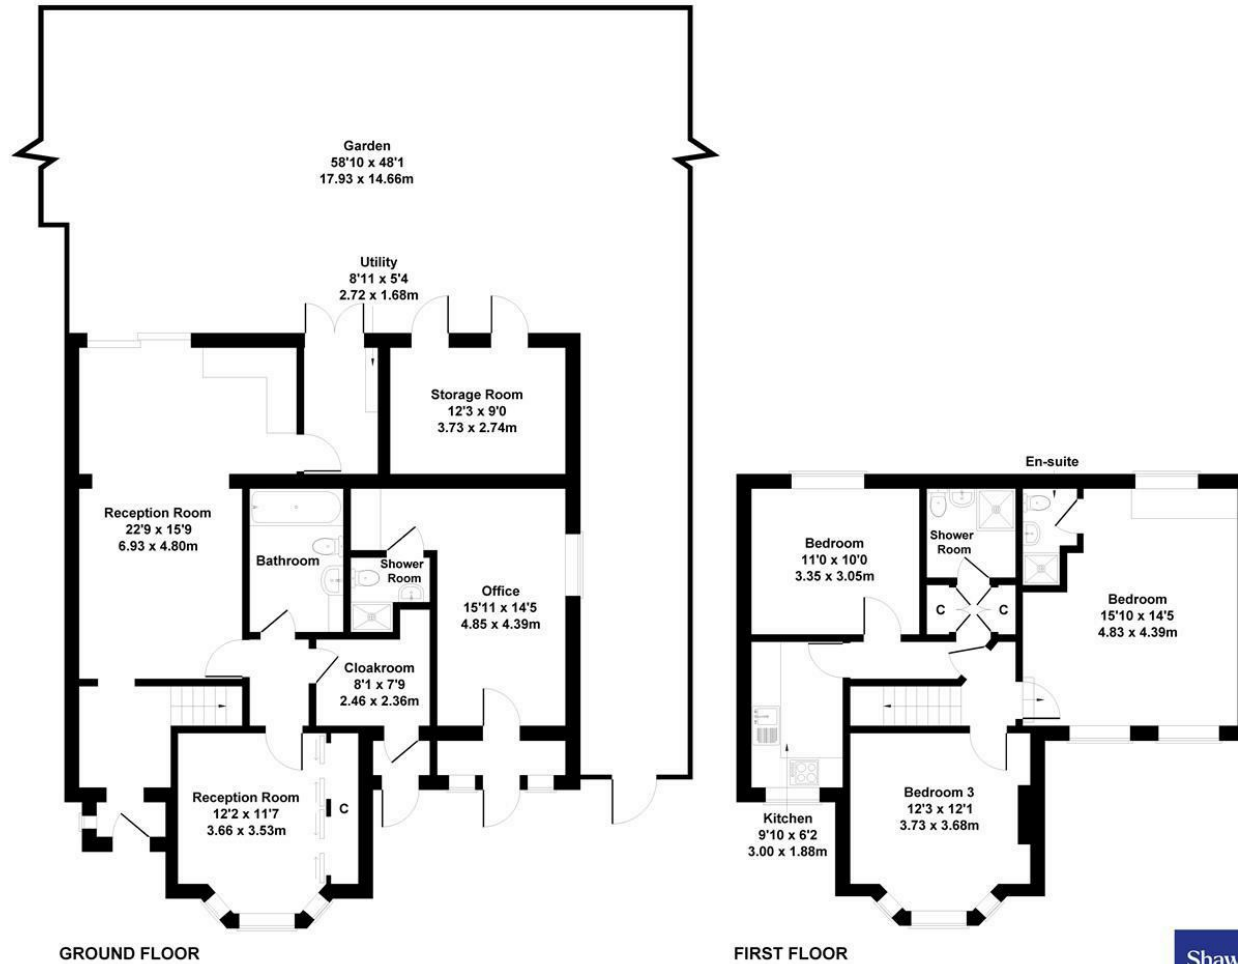 Garden
58'10 x 48'1
17.93 x 14.66m
Utility
8'11 x 5'4
2.72 x 1.68m
Storage Room
12'3 x 9'0
3.73 x 2.74m
Reception Room
22'9 x 15'9
6.93 x 4.80m
Bathroom
Shower
Room
Office
15'11 x 14'5
4.85 x 4.39m
Cloakroom
8'1 x 7'9
2.46 x 2.36m
Reception Room
12'2 x 11'7
3.66 x 3.53m
C
GROUND FLOOR
En-suite
Bedroom
11'0 x 10'0
3.35 x 3.05m
Shower
Room
C
C
Bedroom
15'10 x 14'5
4.83 x 4.39m
Kitchen
9'10 x 6'2
3.00 x 1.88m
Bedroom 3
12'3 x 12'1
3.73 x 3.68m
FIRST FLOOR
Shaw